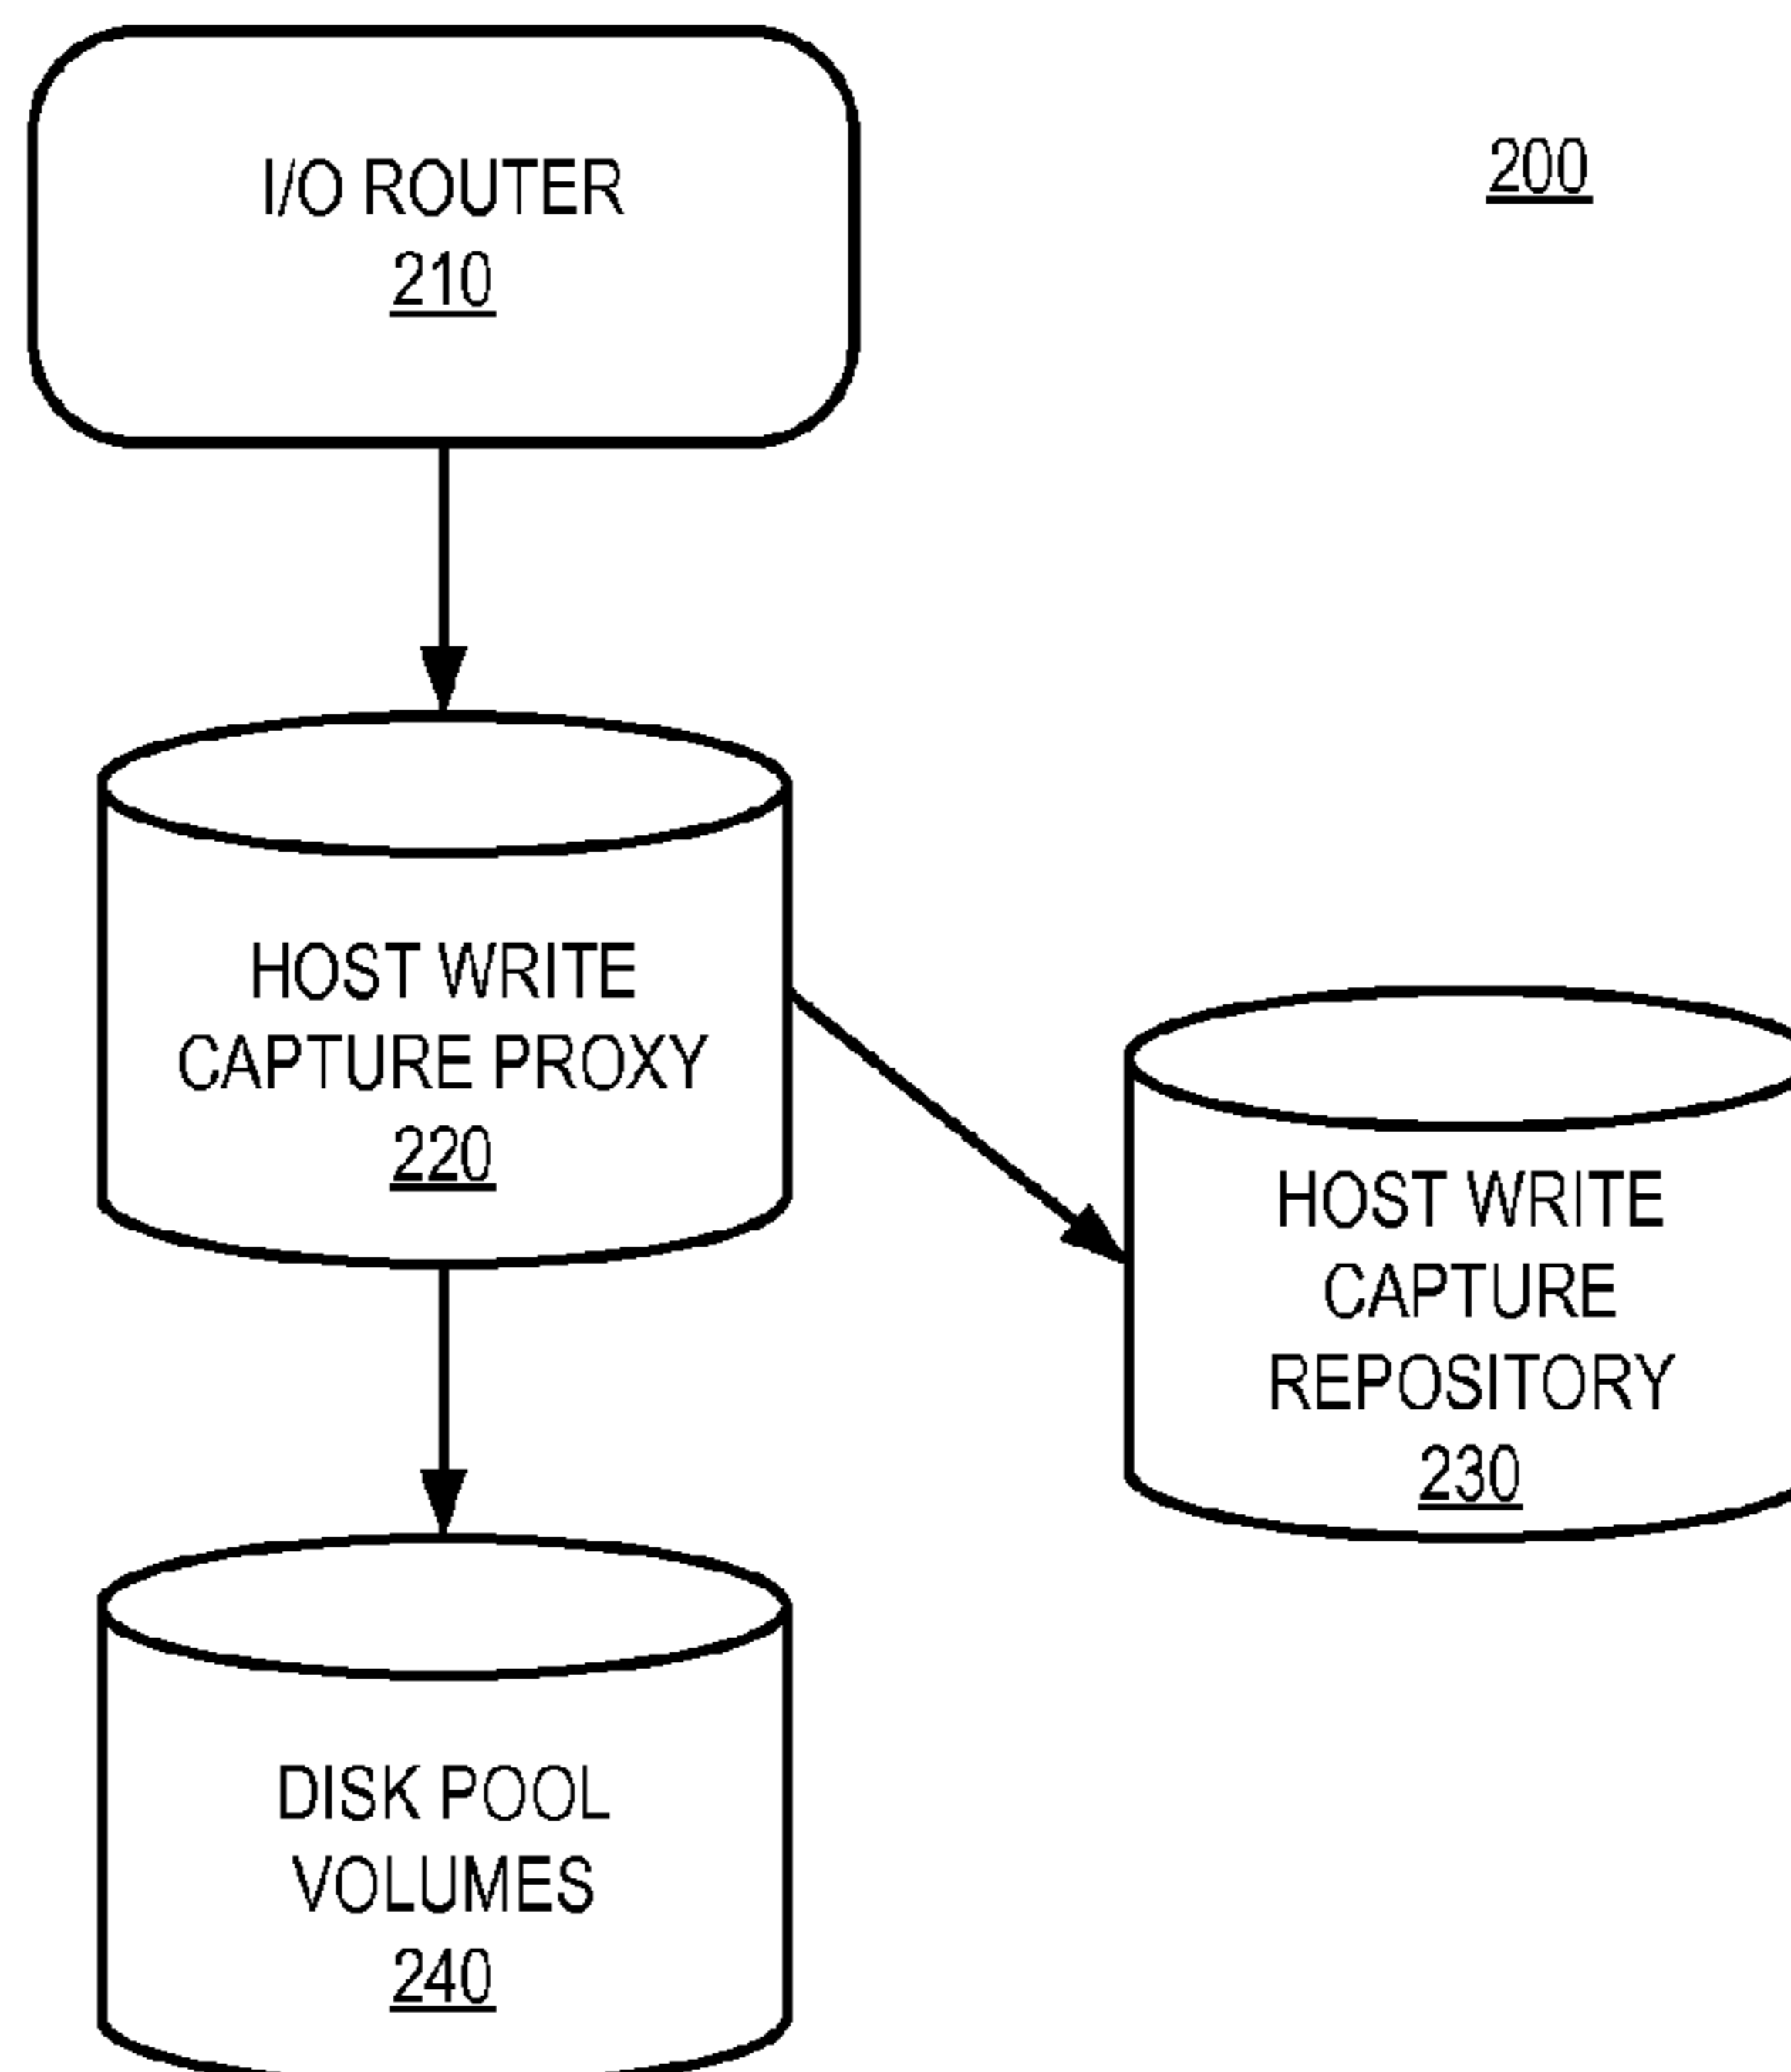 I/O ROUTER
210
200
HOST WRITE
CAPTURE PROXY
220
HOST WRITE
CAPTURE
REPOSITORY
230
DISK POOL
VOLUMES
240